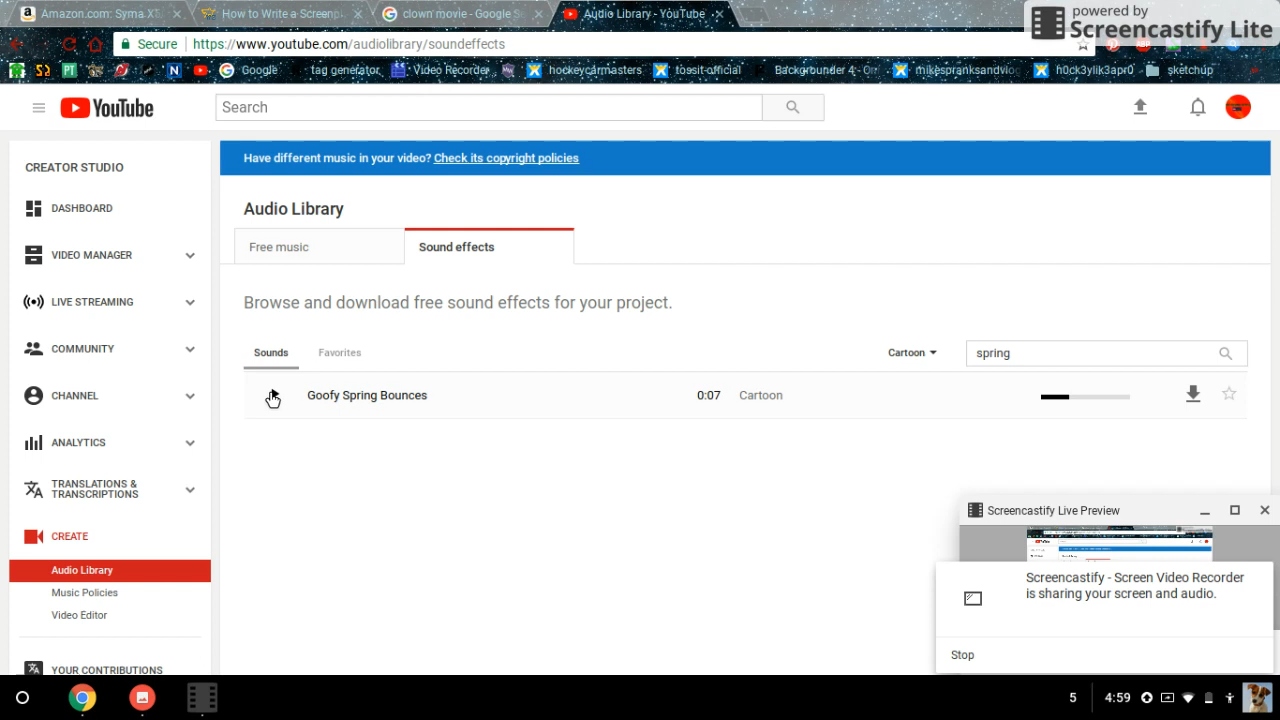 Amazon.com: Syma X
How to Write a Screen
clown movie - Google S
Audio Library - YouTube
powered by
Screencastify Lite
Secure
https://www.youtube.com/audiolibrary/soundeffects
PT
N
Google
tag generator
Video Recorder
hockeycarmasters
tossit-official
Backgrounder 4 - On
mikespranksandvlo
h0ck3ylik3apr0
sketchup
YouTube
Search
CREATOR STUDIO
DASHBOARD
VIDEO MANAGER
LIVE STREAMING
COMMUNITY
CHANNEL
ANALYTICS
TRANSLATIONS &
TRANSCRIPTIONS
CREATE
Audio Library
Music Policies
Video Editor
YOUR CONTRIBUTIONS
Have different music in your video? Check its copyright policies
Audio Library
Free music
Sound effects
Browse and download free sound effects for your project.
Sounds
Favorites
Cartoon
spring
Goofy Spring Bounces
0:07
Cartoon
Screencastify Live Preview
Screencastify - Screen Video Recorder
is sharing your screen and audio.
Stop
5
4:59